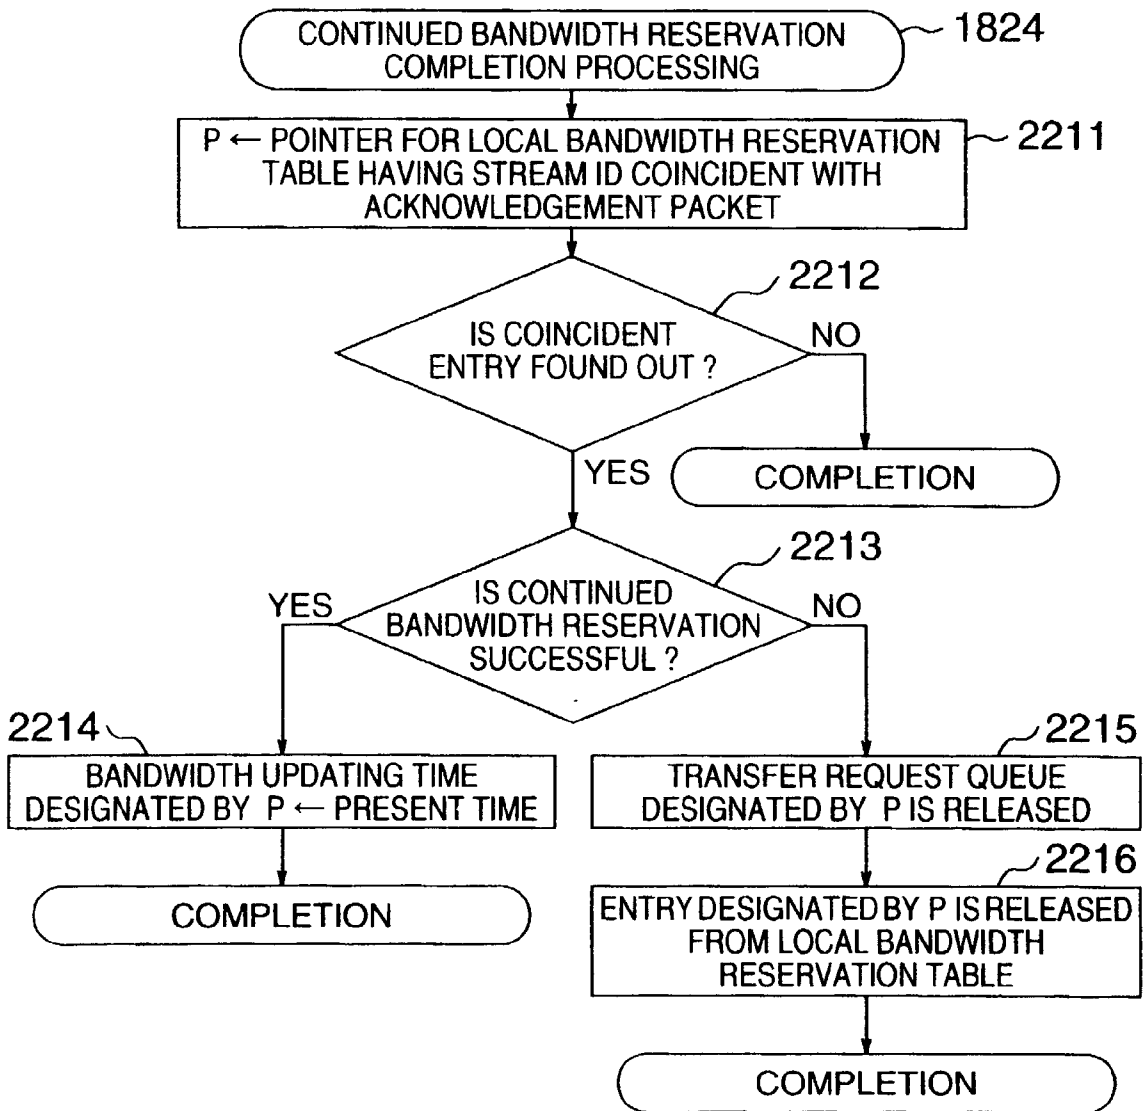 CONTINUED BANDWIDTH RESERVATION
COMPLETION PROCESSING
1824
P ← POINTER FOR LOCAL BANDWIDTH RESERVATION
TABLE HAVING STREAM ID COINCIDENT WITH
ACKNOWLEDGEMENT PACKET
2211
2212
IS COINCIDENT
ENTRY FOUND OUT ?
NO
COMPLETION
YES
2213
IS CONTINUED
BANDWIDTH RESERVATION
SUCCESSFUL ?
YES
NO
2214
BANDWIDTH UPDATING TIME
DESIGNATED BY P ← PRESENT TIME
COMPLETION
2215
TRANSFER REQUEST QUEUE
DESIGNATED BY P IS RELEASED
2216
ENTRY DESIGNATED BY P IS RELEASED
FROM LOCAL BANDWIDTH
RESERVATION TABLE
COMPLETION